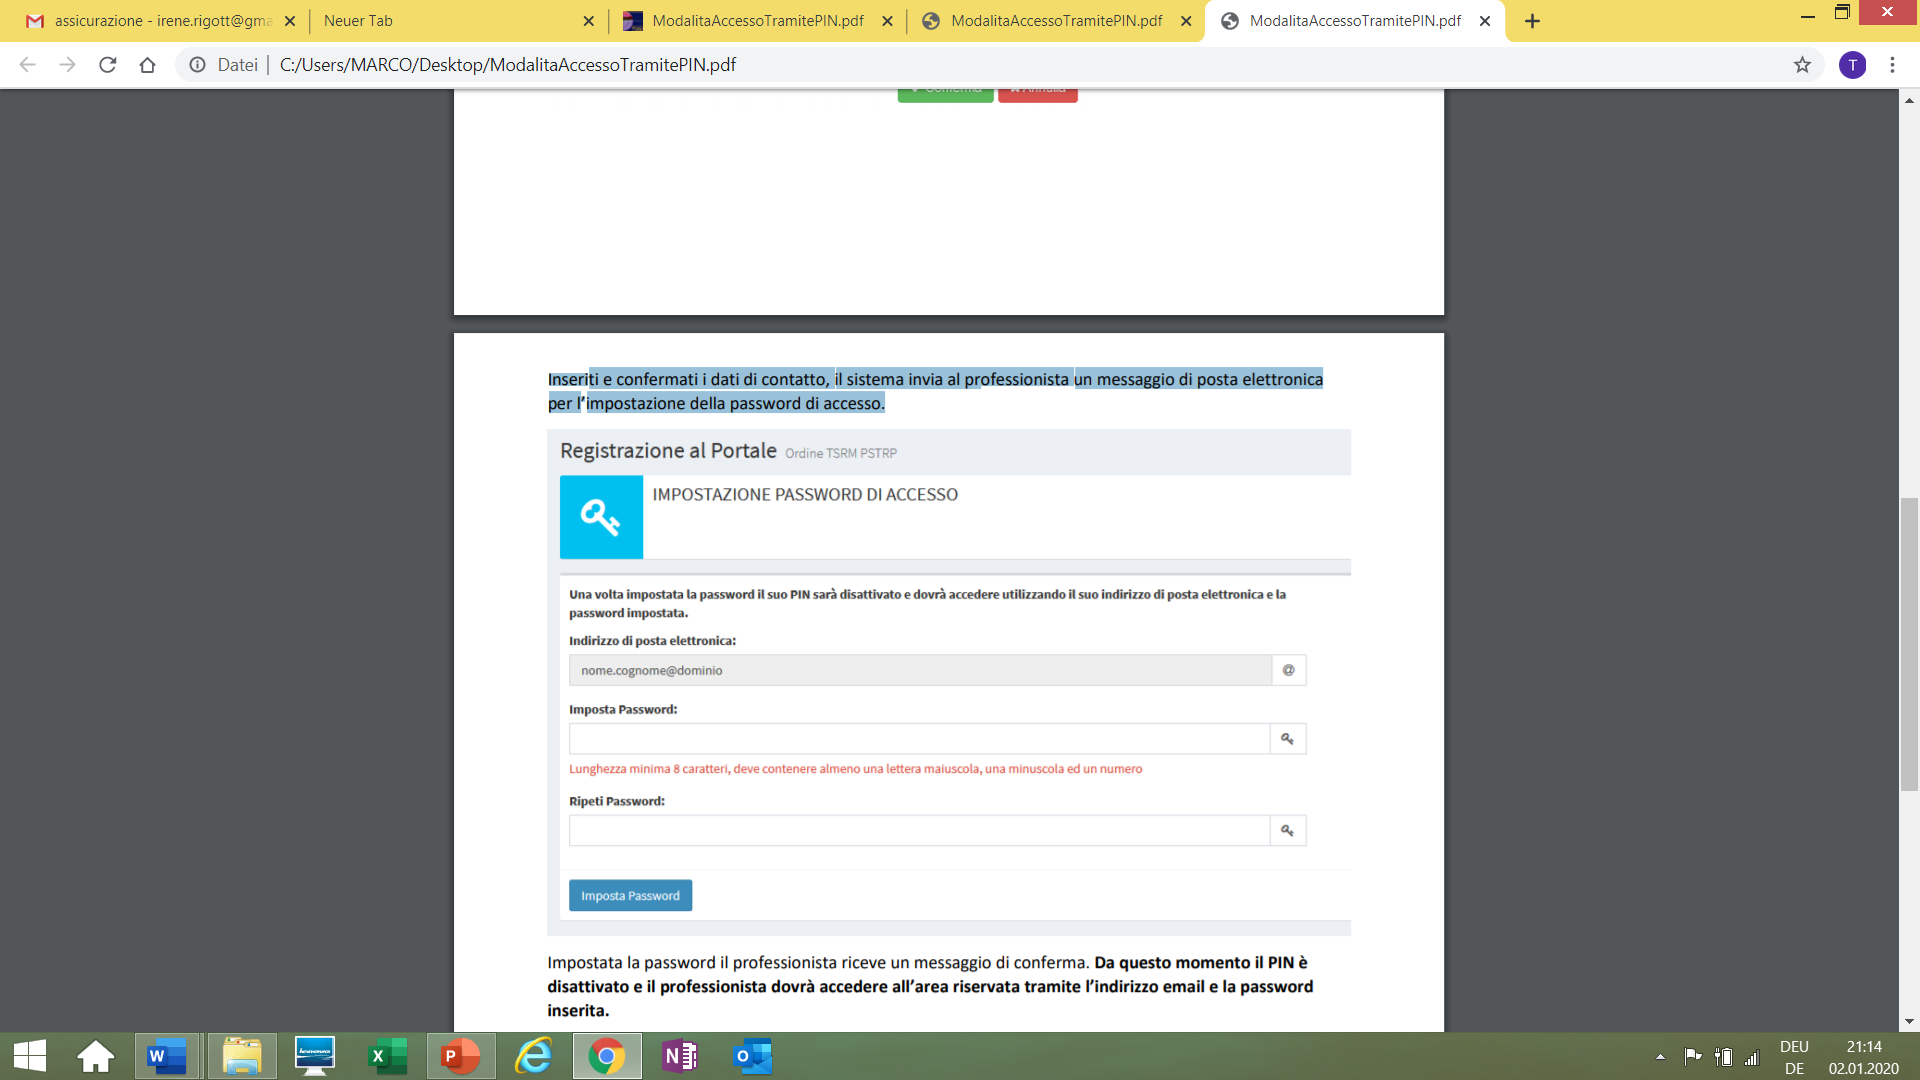 assicurazione - irene.rigott@gma
Neuer Tab
ModalitaAccessoTramitePIN.pdf
ModalitaAccessoTramitePIN.pdf
ModalitaAccessoTramitePIN.pdf
Datei
C:/Users/MARCO/Desktop/ModalitaAccessoTramitePIN.pdf
T
Conferma Annulla
Inseriti e confermati i dati di contatto, il sistema invia al professionista un messaggio di posta elettronica
per l’impostazione della password di accesso.
Registrazione al Portale Ordine TSRM PSTRP
IMPOSTAZIONE PASSWORD DI ACCESSO
Una volta impostata la password il suo PIN sarà disattivato e dovrà accedere utilizzando il suo indirizzo di posta elettronica e la
password impostata.
Indirizzo di posta elettronica:
nome.cognome@dominio @
Imposta Password:
Lunghezza minima 8 caratteri, deve contenere almeno una lettera maiuscola, una minuscola ed un numero
Ripeti Password:
Imposta Password
Impostata la password il professionista riceve un messaggio di conferma. Da questo momento il PIN è
disattivato e il professionista dovrà accedere all’area riservata tramite l’indirizzo email e la password
inserita.
DEU 21:14
DE 02.01.2020